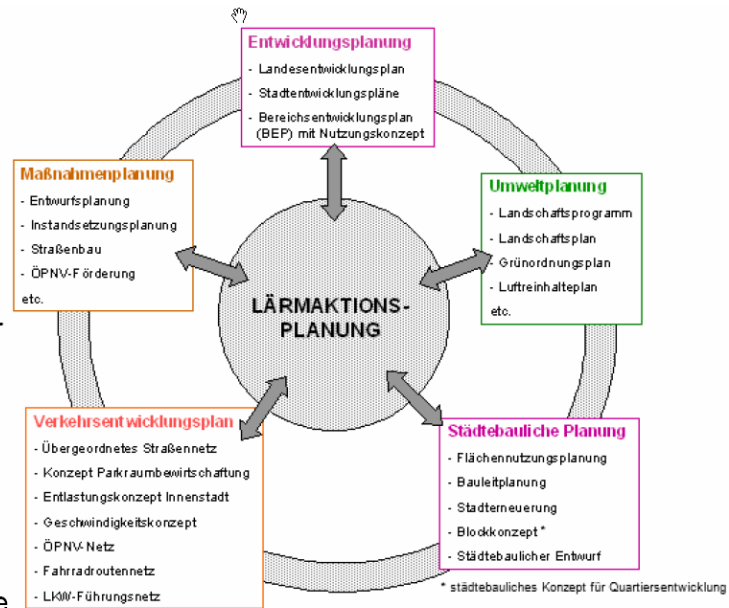 Entwicklungsplanung
- Landesentwicklungsplan
- Stadtentwicklungspläne
- Bereichsentwicklungsplan
(BEP) mit Nutzungskonzept
Maßnahmenplanung
- Entwurfsplanung
- Instandsetzungsplanung
- Straßenbau
- ÖPNV-Förderung
etc.
Umweltplanung
- Landschaftsprogramm
- Landschaftsplan
- Grünordnungsplan
- Luftreinhalteplan
etc.
LÄRMAKTIONS-
PLANUNG
Verkehrsentwicklungsplan
- Übergeordnetes Straßennetz
- Konzept Parkraumbewirtschaftung
- Entlastungskonzept Innenstadt
- Geschwindigkeitskonzept
- ÖPNV-Netz
- Fahrradroutennetz
- LKW-Führungsnetz
Städtebauliche Planung
- Flächennutzungsplanung
- Bauleitplanung
- Stadterneuerung
- Blockkonzept *
- Städtebaulicher Entwurf
* städtebauliches Konzept für Quartiersentwicklung
e